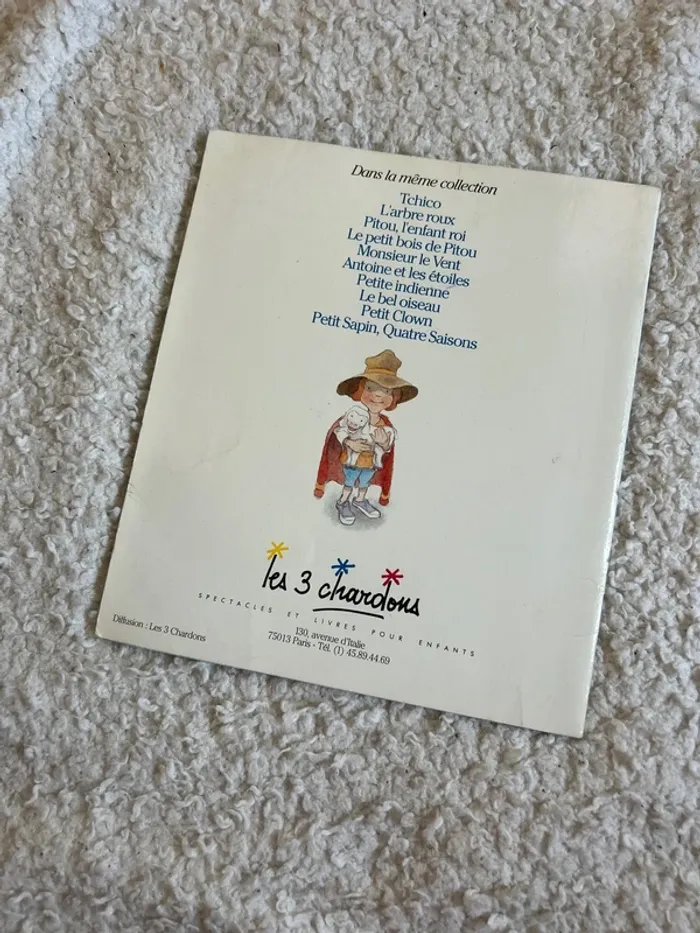 Dans la même collection
Tchico
L'arbre roux
Pitou, l'enfant roi
Le petit bois de Pitou
Monsieur le Vent
Antoine et les étoiles
Petite indienne
Le bel oiseau
Petit Clown
Petit Sapin, Quatre Saisons
les 3 chardons
SPECTACLES ET LIVRES POUR ENFANTS
Diffusion : Les 3 Chardons
130, avenue d'Italie
75013 Paris - Tél. (1) 45.89.44.69